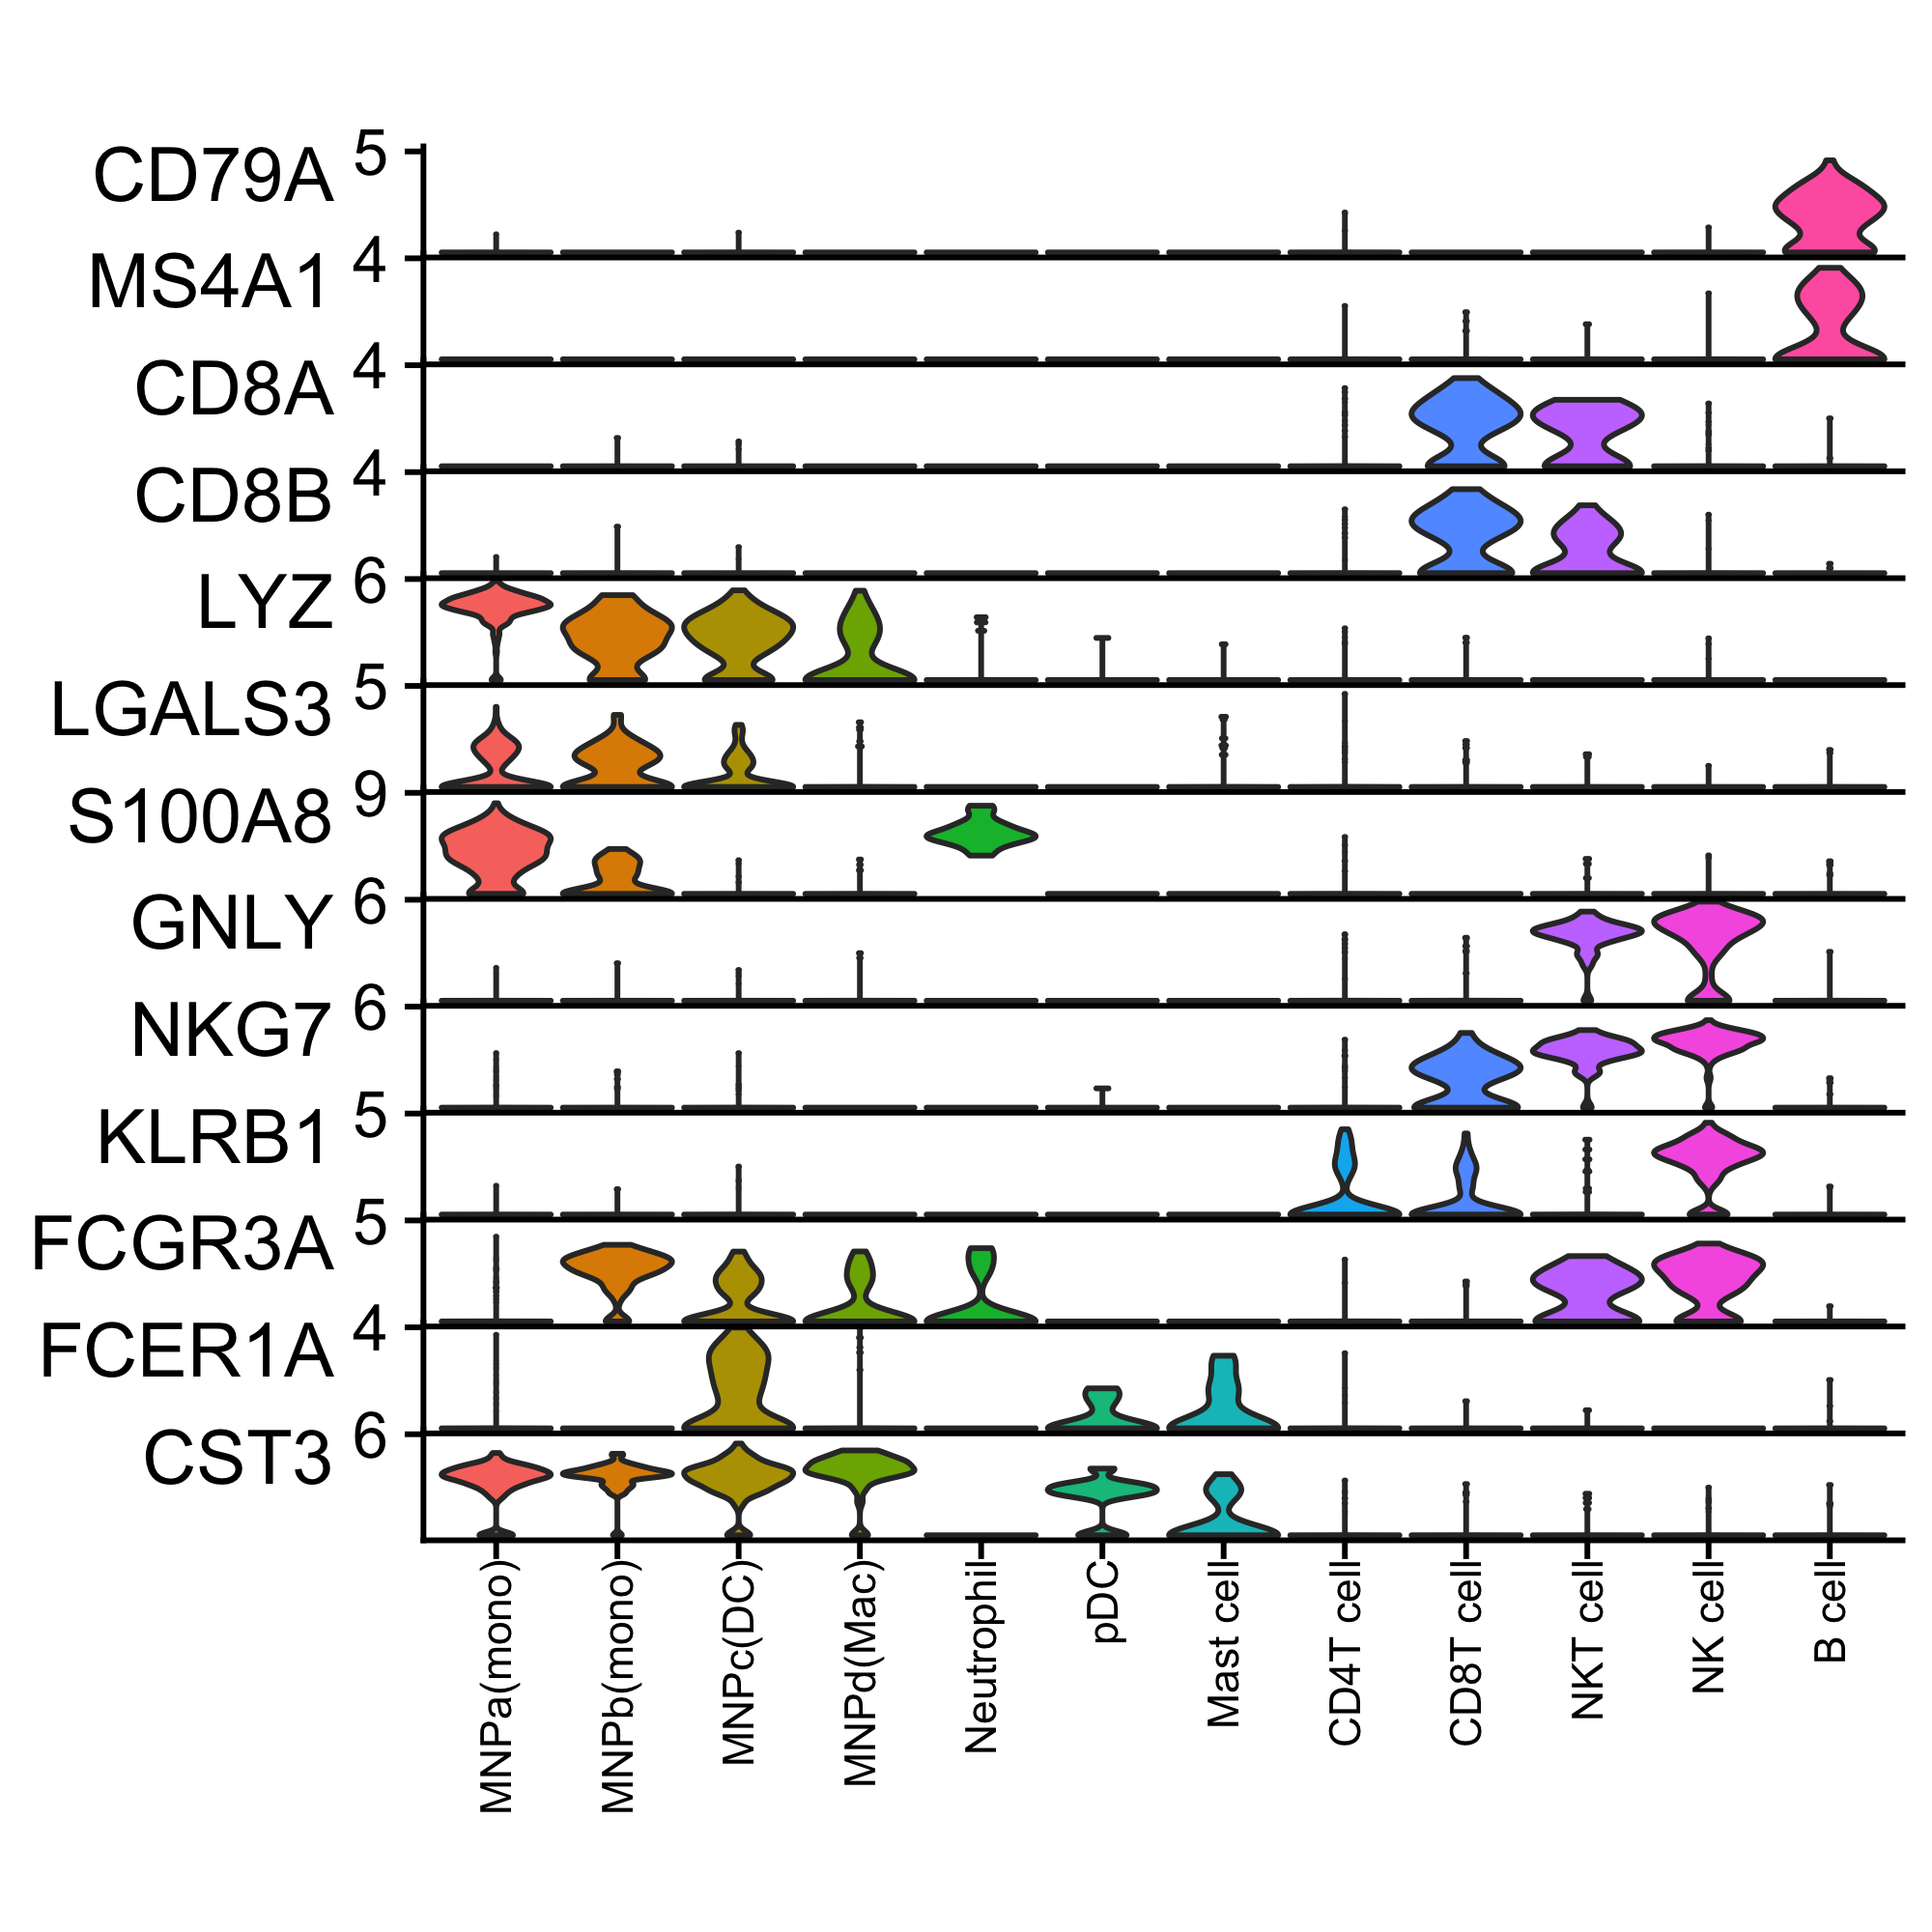 CD79A 5
MS4A1 4
CD8A 4
CD8B 4
LYZ 6
LGALS3 5
S100A8 9
GNLY 6
NKG7 6
KLRB1 5
FCGR3A 5
FCER1A 4
CST3 6
MNPa(mono)
MNPb(mono)
MNPc(DC)
MNPd(Mac)
Neutrophil
pDC
Mast cell
CD4T cell
CD8T cell
NKT cell
NK cell
B cell